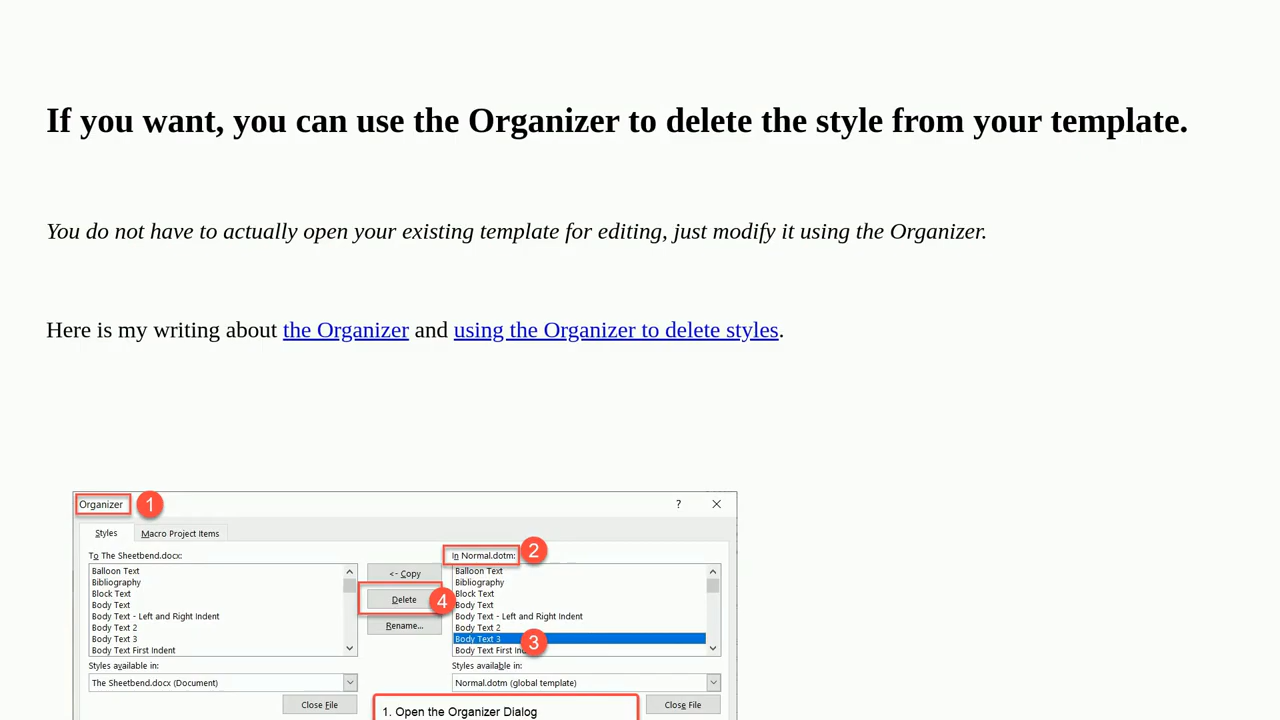 If you want, you can use the Organizer to delete the style from your template.
You do not have to actually open your existing template for editing, just modify it using the Organizer.
Here is my writing about the Organizer and using the Organizer to delete styles.
Organizer 1 ?
Styles Macro Project Items
To The Sheetbend.docx: In Normal.dotm: 2
Balloon Text <- Copy Balloon Text
Bibliography Bibliography
Block Text Block Text
Body Text Delete 4 Body Text
Body Text - Left and Right Indent Body Text - Left and Right Indent
Body Text 2 Rename... Body Text 2
Body Text 3 Body Text 3 3
Body Text First Indent Body Text First
Styles available in: Styles available in:
The Sheetbend.docx (Document) Normal.dotm (global template)
Close File Close File
1. Open the Organizer Dialog